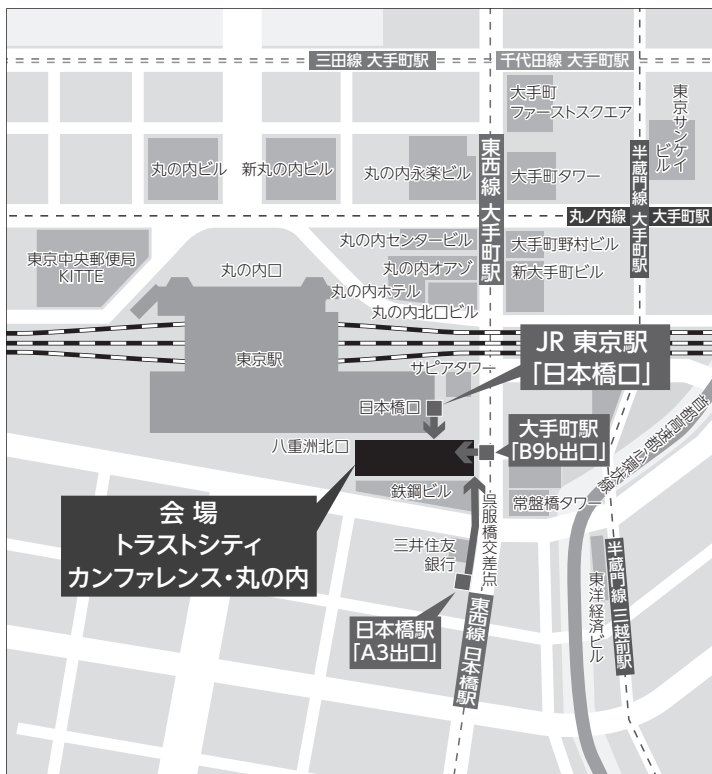 三田線 大手町駅
千代田線 大手町駅
大手町
ファーストスクエア
東京サンケイ
ビル
丸の内ビル
新丸の内ビル
丸の内永楽ビル
東西線 大手町駅
大手町タワー
半蔵門線 大手町駅
丸ノ内線 大手町駅
東京中央郵便局
KITTE
丸の内口
丸の内センタービル
丸の内オアゾ
丸の内ホテル
丸の内北口ビル
大手町野村ビル
新大手町ビル
東京駅
サピアタワー
JR 東京駅
「日本橋口」
日本橋口
八重洲北口
大手町駅
「B9b出口」
首都高速都心環状線
鉄鋼ビル
呉服橋交差点
常盤橋タワー
会 場
トラストシティ
カンファレンス・丸の内
三井住友
銀行
日本橋駅
「A3出口」
東西線 日本橋駅
東洋経済ビル
半蔵門線 三越前駅